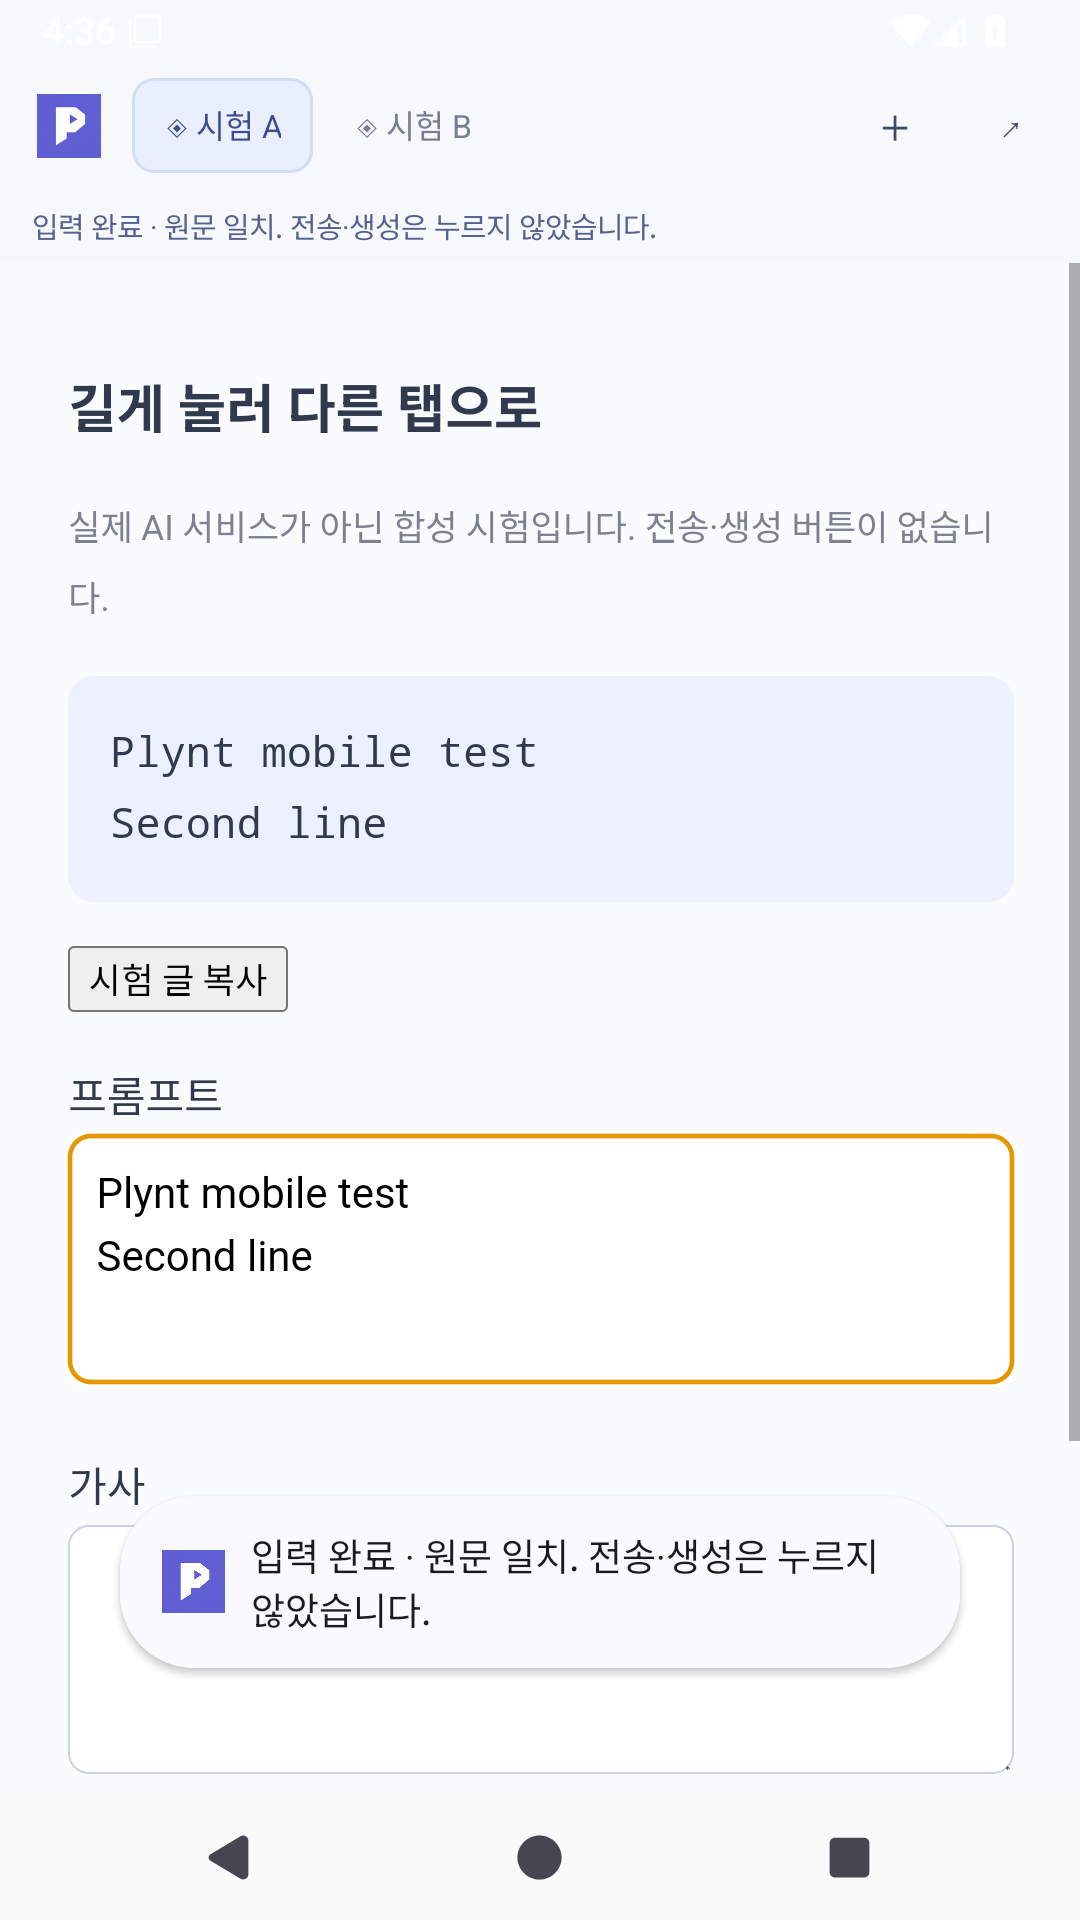 4:36
시험 A
시험 B
입력 완료 · 원문 일치. 전송·생성은 누르지 않았습니다.
길게 눌러 다른 탭으로
실제 AI 서비스가 아닌 합성 시험입니다. 전송·생성 버튼이 없습니
다.
Plynt mobile test
Second line
시험 글 복사
프롬프트
Plynt mobile test
Second line
가사
입력 완료 · 원문 일치. 전송·생성은 누르지
않았습니다.